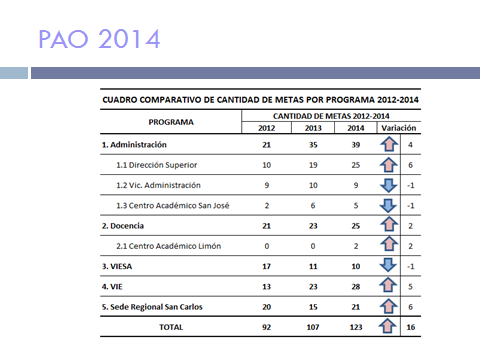 PAO 2014
CUADRO COMPARATIVO DE CANTIDAD DE METAS POR PROGRAMA 2012-2014
PROGRAMA CANTIDAD DE METAS 2012-2014
2012 2013 2014 Variación
1. Administración 21 35 39 4
1.1 Dirección Superior 10 19 25 6
1.2 Vic. Administración 9 10 9 -1
1.3 Centro Académico San José 2 6 5 -1
2. Docencia 21 23 25 2
2.1 Centro Académico Limón 0 0 2 2
3. VIESA 17 11 10 -1
4. VIE 13 23 28 5
5. Sede Regional San Carlos 20 15 21 6
TOTAL 92 107 123 16